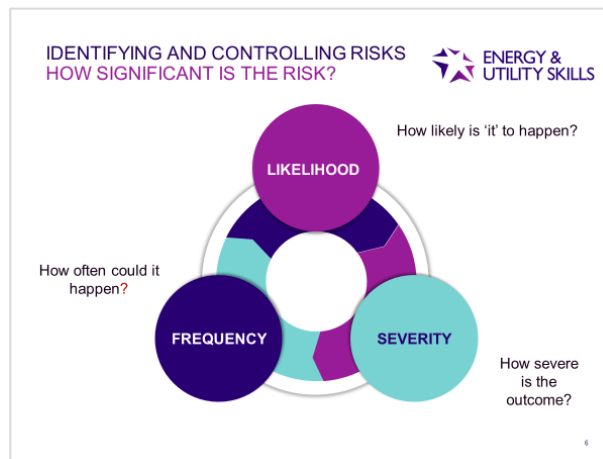 IDENTIFYING AND CONTROLLING RISKS
HOW SIGNIFICANT IS THE RISK?
ENERGY &
UTILITY SKILLS
How likely is ‘it’ to happen?
LIKELIHOOD
How often could it
happen?
FREQUENCY
SEVERITY
How severe
is the
outcome?
6